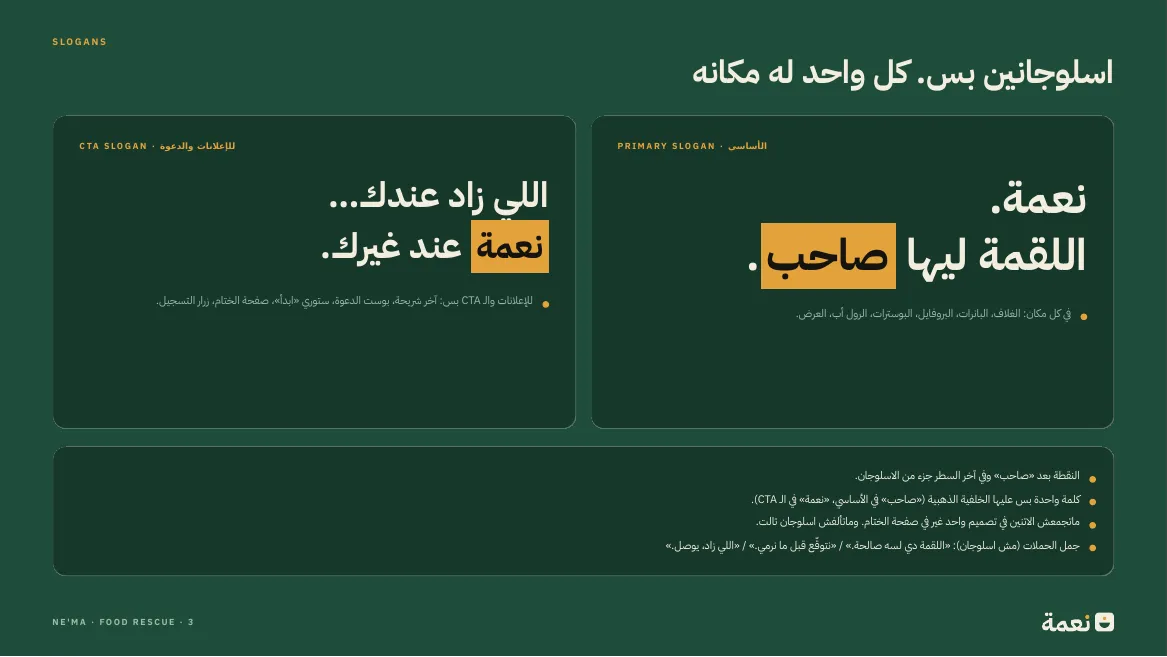 SLOGANS
اسلوجانين بس. كل واحد له مكانه
PRIMARY SLOGAN · الأساسي
نعمة.
اللقمة ليها صاحب.
في كل مكان: الغلاف، البانرات، البروفايل، البوسترات، الرول أب، العرض.
CTA SLOGAN · للإعلانات والدعوة
اللي زاد عندك...
نعمة عند غيرك.
للإعلانات والـ CTA بس: آخر شريحة، بوست الدعوة، ستوري «ابدأ»، صفحة الختام، زرار التسجيل.
النقطة بعد «صاحب» وفي آخر السطر جزء من الاسلوجان.
كلمة واحدة بس عليها الخلفية الذهبية («صاحب» في الأساسي، «نعمة» في الـ CTA).
ماتجمعش الاتنين في تصميم واحد غير في صفحة الختام. وماتألفش اسلوجان تالت.
جمل الحملات (مش اسلوجان): «اللقمة دي لسه صالحة.» / «نتوقّع قبل ما نرمي.» / «اللي زاد، يوصل.»
NE'MA · FOOD RESCUE · 3
نعمة